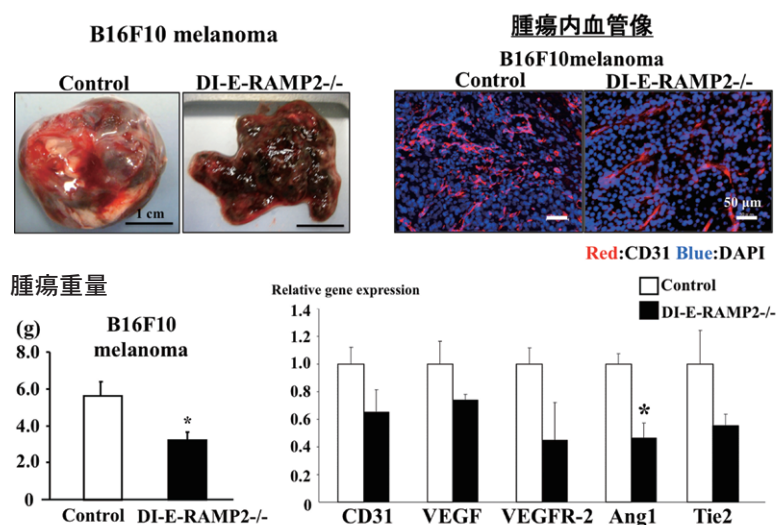 B16F10 melanoma
Control DI-E-RAMP2-/-
1 cm
腫瘍内血管像
B16F10melanoma
Control DI-E-RAMP2-/-
50 μm
Red:CD31 Blue:DAPI
腫瘍重量
(g)
B16F10
melanoma
8.0
6.0
4.0
2.0
0
*
Control DI-E-RAMP2-/-
Relative gene expression
Control
DI-E-RAMP2-/-
1.4
1.2
1.0
0.8
0.6
0.4
0.2
0
*
CD31 VEGF VEGFR-2 Ang1 Tie2